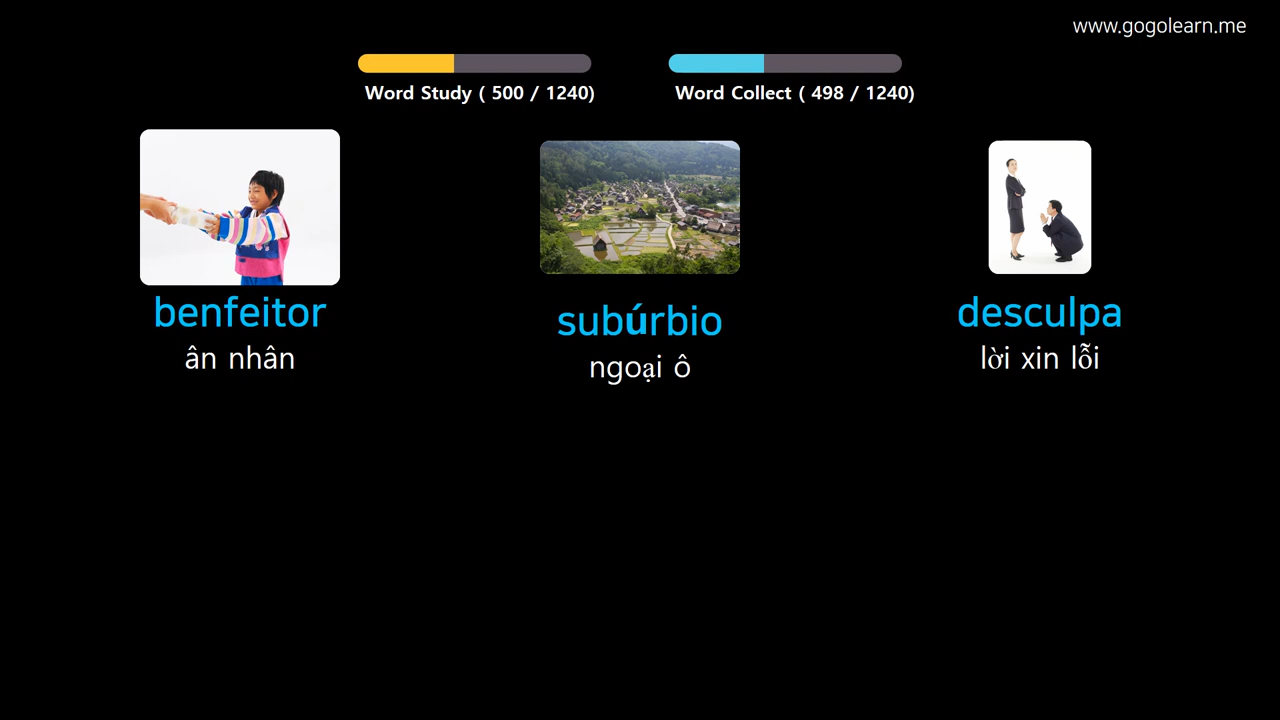 www.gogolearn.me
Word Study ( 500 / 1240)
Word Collect ( 498 / 1240)
benfeitor
ân nhân
subúrbio
ngoại ô
desculpa
lời xin lỗi